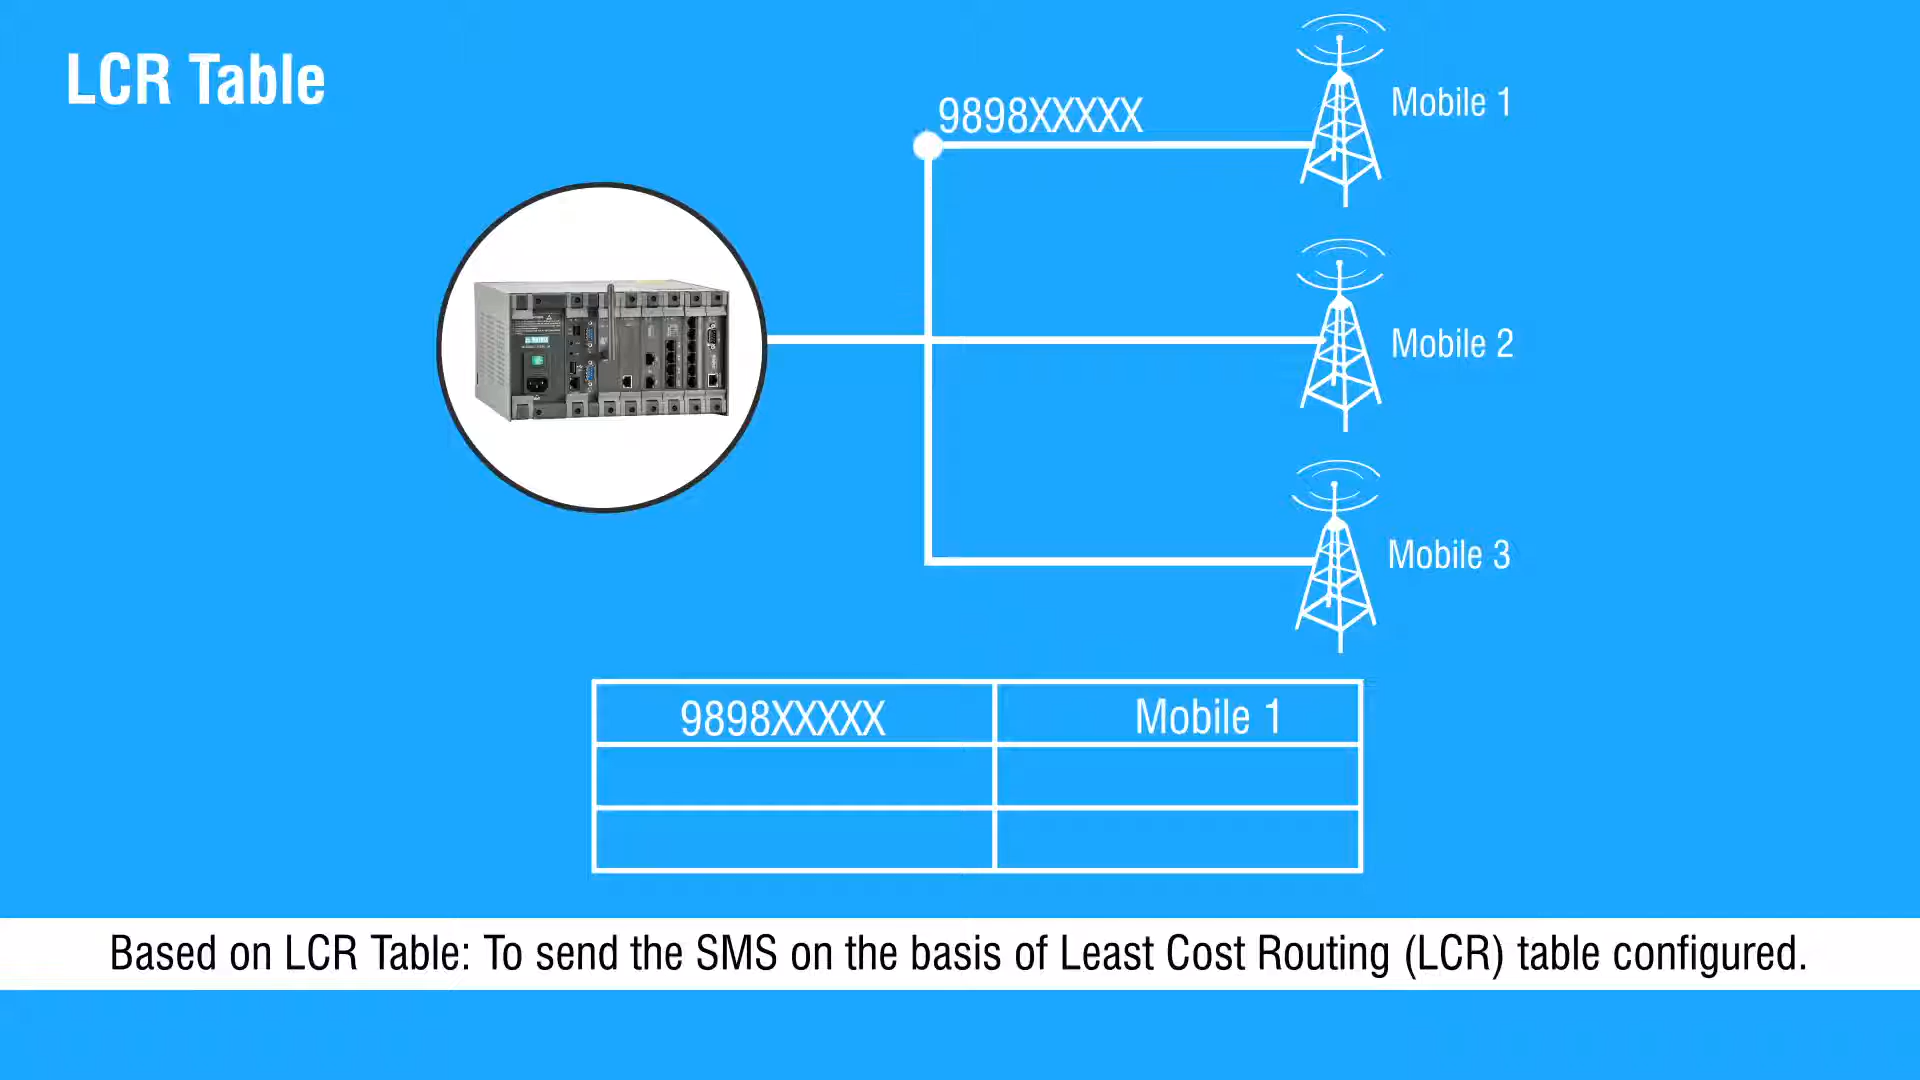 LCR Table
9898XXXXX
Mobile 1
Mobile 2
Mobile 3
9898XXXXX
Mobile 1
Based on LCR Table: To send the SMS on the basis of Least Cost Routing (LCR) table configured.